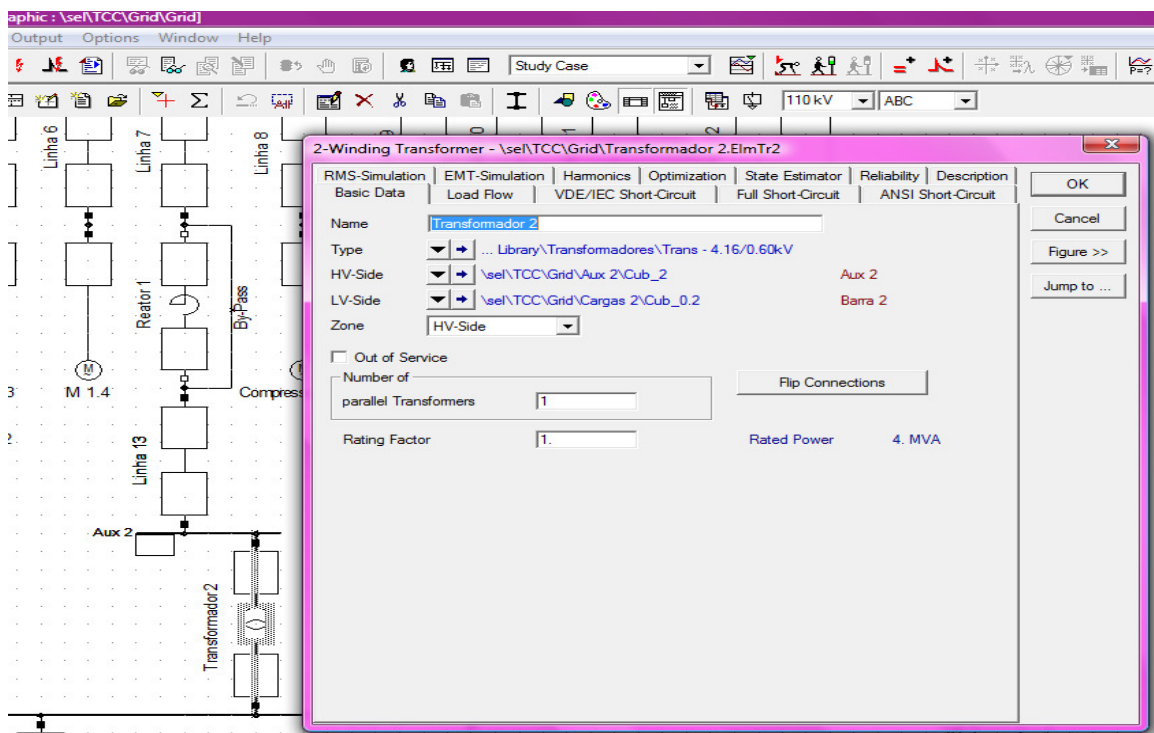 aphic : \sel\TCC\Grid\Grid]
Output Options Window Help
Study Case
110 kV ABC
Linha 6
Linha 7
Linha 8
2-Winding Transformer - \sel\TCC\Grid\Transformador 2.ElmTr2
RMS-Simulation EMT-Simulation Harmonics Optimization State Estimator Reliability Description
Basic Data Load Flow VDE/IEC Short-Circuit Full Short-Circuit ANSI Short-Circuit
OK
Cancel
Figure >>
Jump to ...
Name Transformador 2
Type ... Library\Transformadores\Trans - 4.16/0.60kV
HV-Side \sel\TCC\Grid\Aux 2\Cub_2 Aux 2
LV-Side \sel\TCC\Grid\Cargas 2\Cub_0.2 Barra 2
Zone HV-Side
Out of Service
Number of
parallel Transformers 1
Flip Connections
Rating Factor 1. Rated Power 4. MVA
Reator 1
By-Pass
M
M 1.4
Compress
Linha 13
Aux 2
Transformador 2